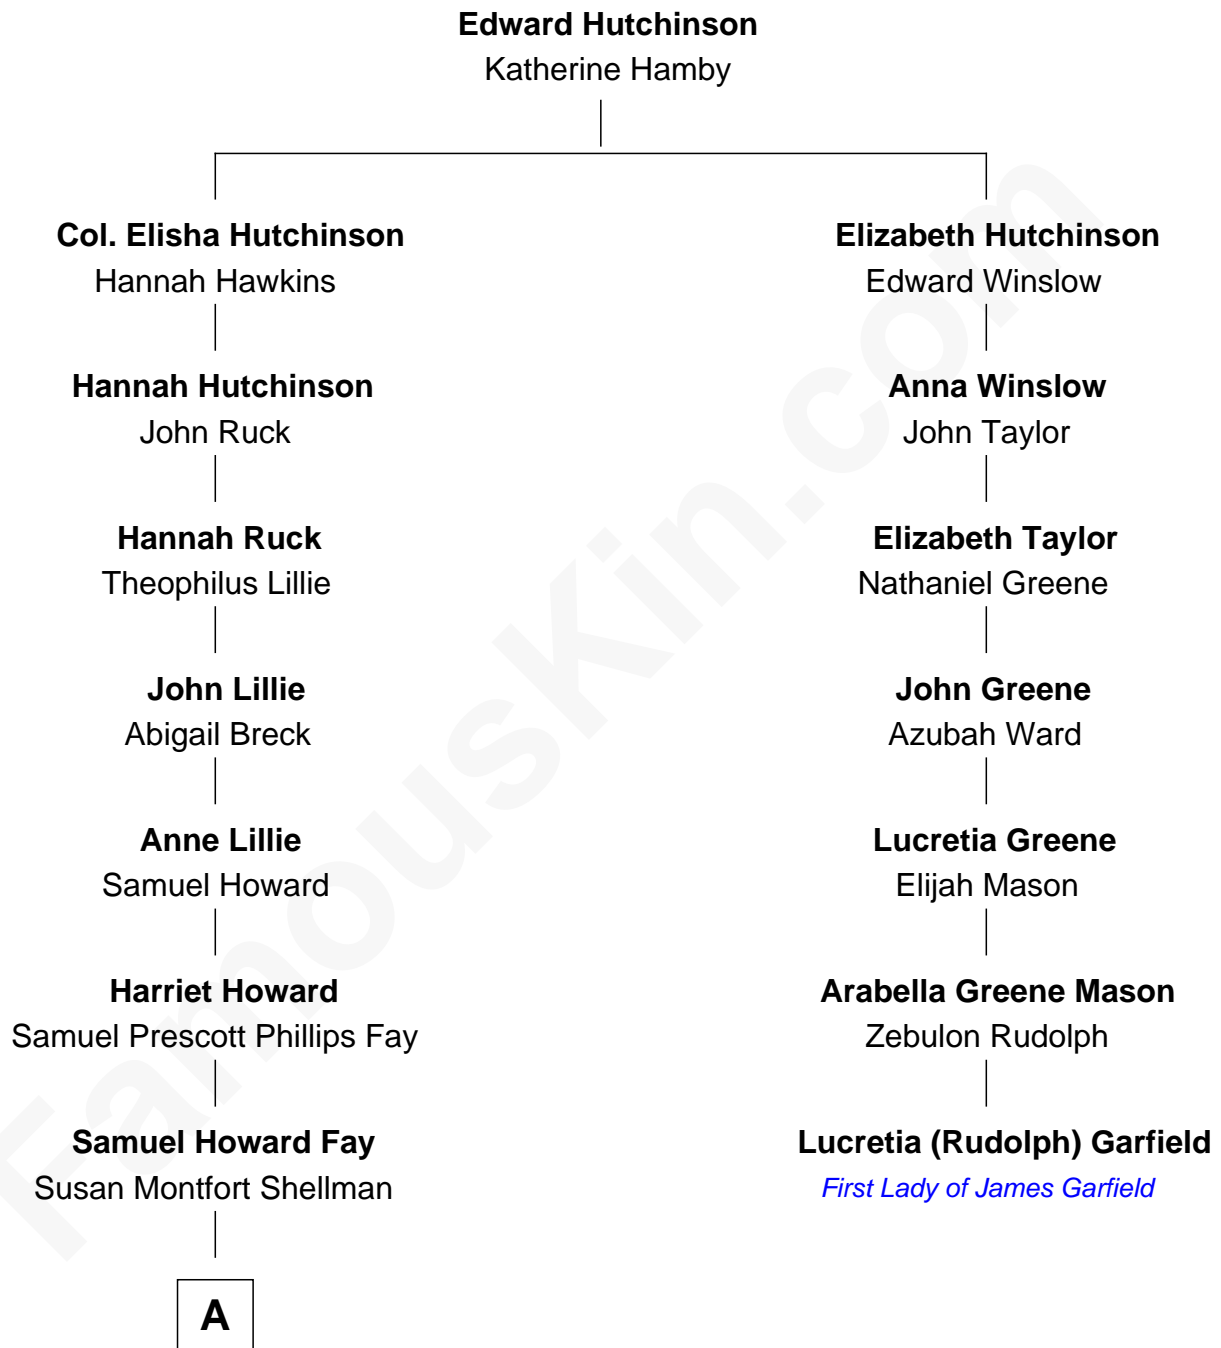 Edward Hutchinson
Katherine Hamby
Col. Elisha Hutchinson
Hannah Hawkins
Hannah Hutchinson
John Ruck
Hannah Ruck
Theophilus Lillie
John Lillie
Abigail Breck
Anne Lillie
Samuel Howard
Harriet Howard
Samuel Prescott Phillips Fay
Samuel Howard Fay
Susan Montfort Shellman
A
Elizabeth Hutchinson
Edward Winslow
Anna Winslow
John Taylor
Elizabeth Taylor
Nathaniel Greene
John Greene
Azubah Ward
Lucretia Greene
Elijah Mason
Arabella Greene Mason
Zebulon Rudolph
Lucretia (Rudolph) Garfield
First Lady of James Garfield
FamousKin.com